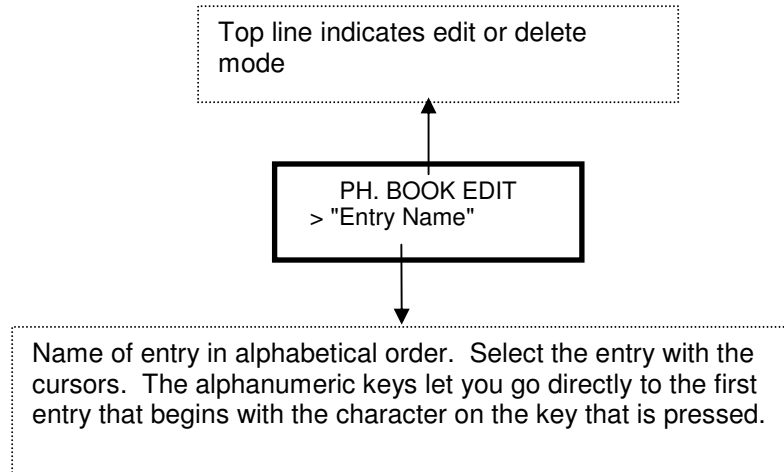 Top line indicates edit or delete
mode
PH. BOOK EDIT
> "Entry Name"
Name of entry in alphabetical order.  Select the entry with the
cursors.  The alphanumeric keys let you go directly to the first
entry that begins with the character on the key that is pressed.